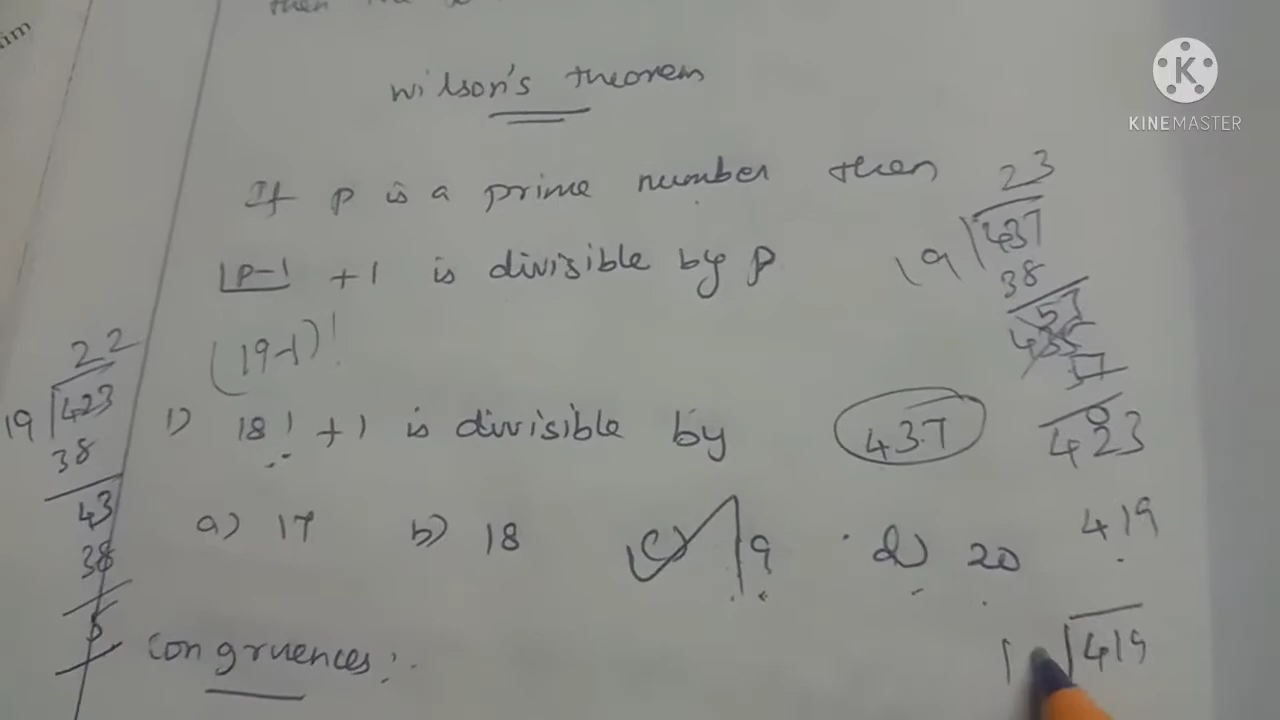 then the
KINEMASTER
Wilson's theorem
If p is a prime number then
|p-1 + 1 is divisible by p
(19-1)!
1) 18! + 1 is divisible by 437
a) 17 b) 18 c) 19 d) 20
congruences:
22
19 423
38
43
38
5
23
19 437
38
57
57
0
423
419
419